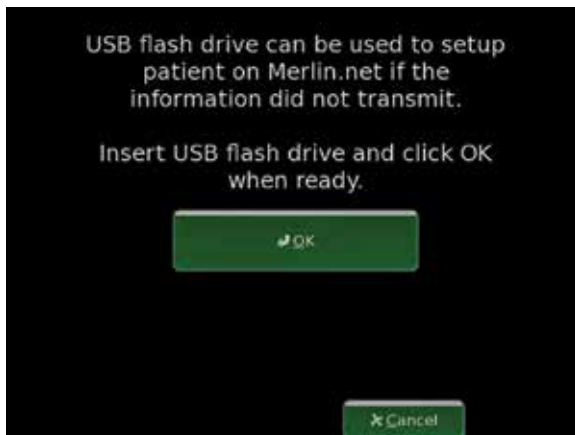 USB flash drive can be used to setup
patient on Merlin.net if the
information did not transmit.
Insert USB flash drive and click OK
when ready.
OK
Cancel